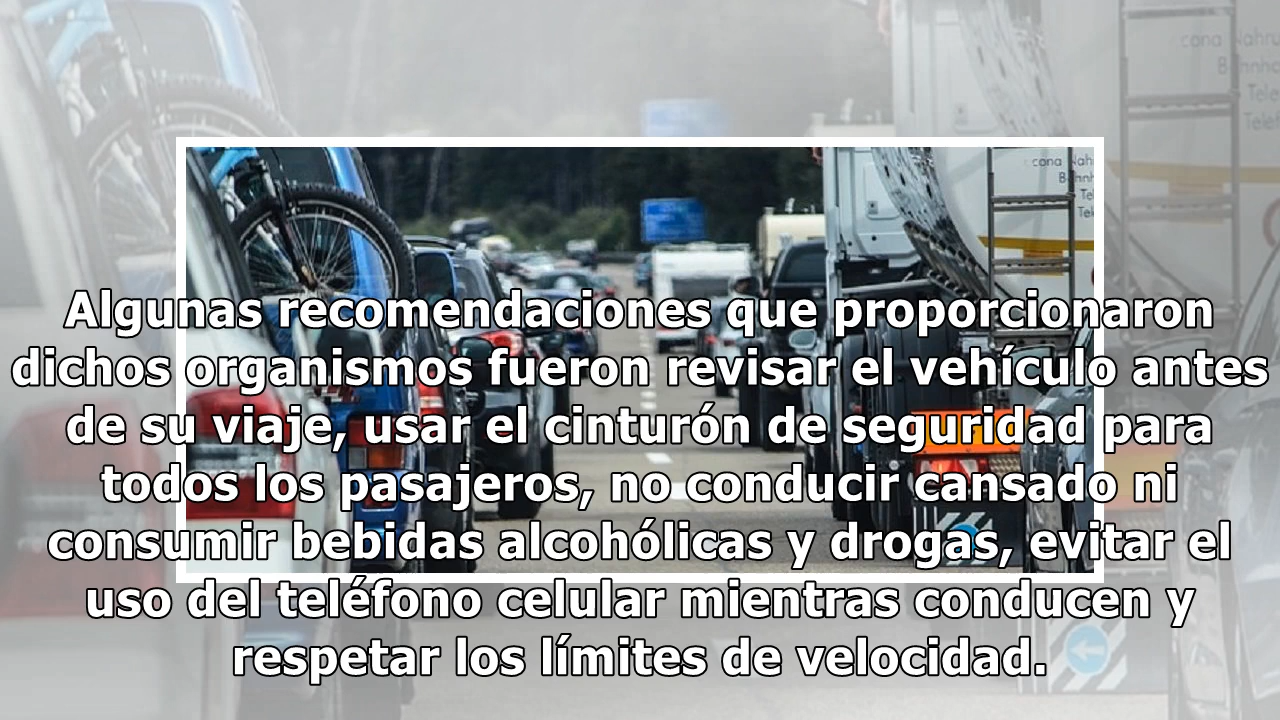 Algunas recomendaciones que proporcionaron
dichos organismos fueron revisar el vehículo antes
de su viaje, usar el cinturón de seguridad para
todos los pasajeros, no conducir cansado ni
consumir bebidas alcohólicas y drogas, evitar el
uso del teléfono celular mientras conducen y
respetar los límites de velocidad.